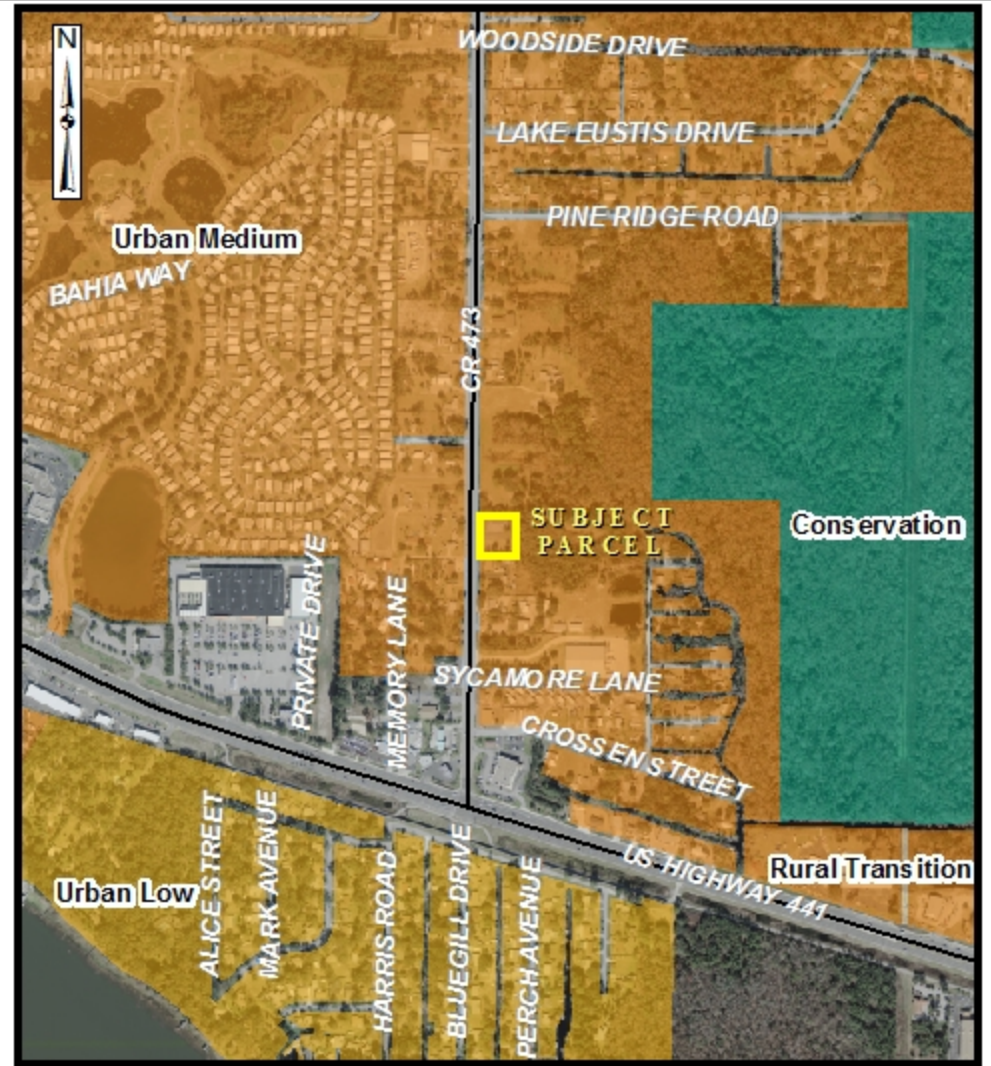 N
WOODSIDE DRIVE
LAKE EUSTIS DRIVE
PINE RIDGE ROAD
Urban Medium
BAHIA WAY
CR 473
SUBJECT
PARCEL
Conservation
PRIVATE DRIVE
MEMORY LANE
SYCAMORE LANE
CROSSEN STREET
US HIGHWAY 441
Rural Transition
Urban Low
ALICE STREET
MARK AVENUE
HARRIS ROAD
BLUEGILL DRIVE
PERCH AVENUE